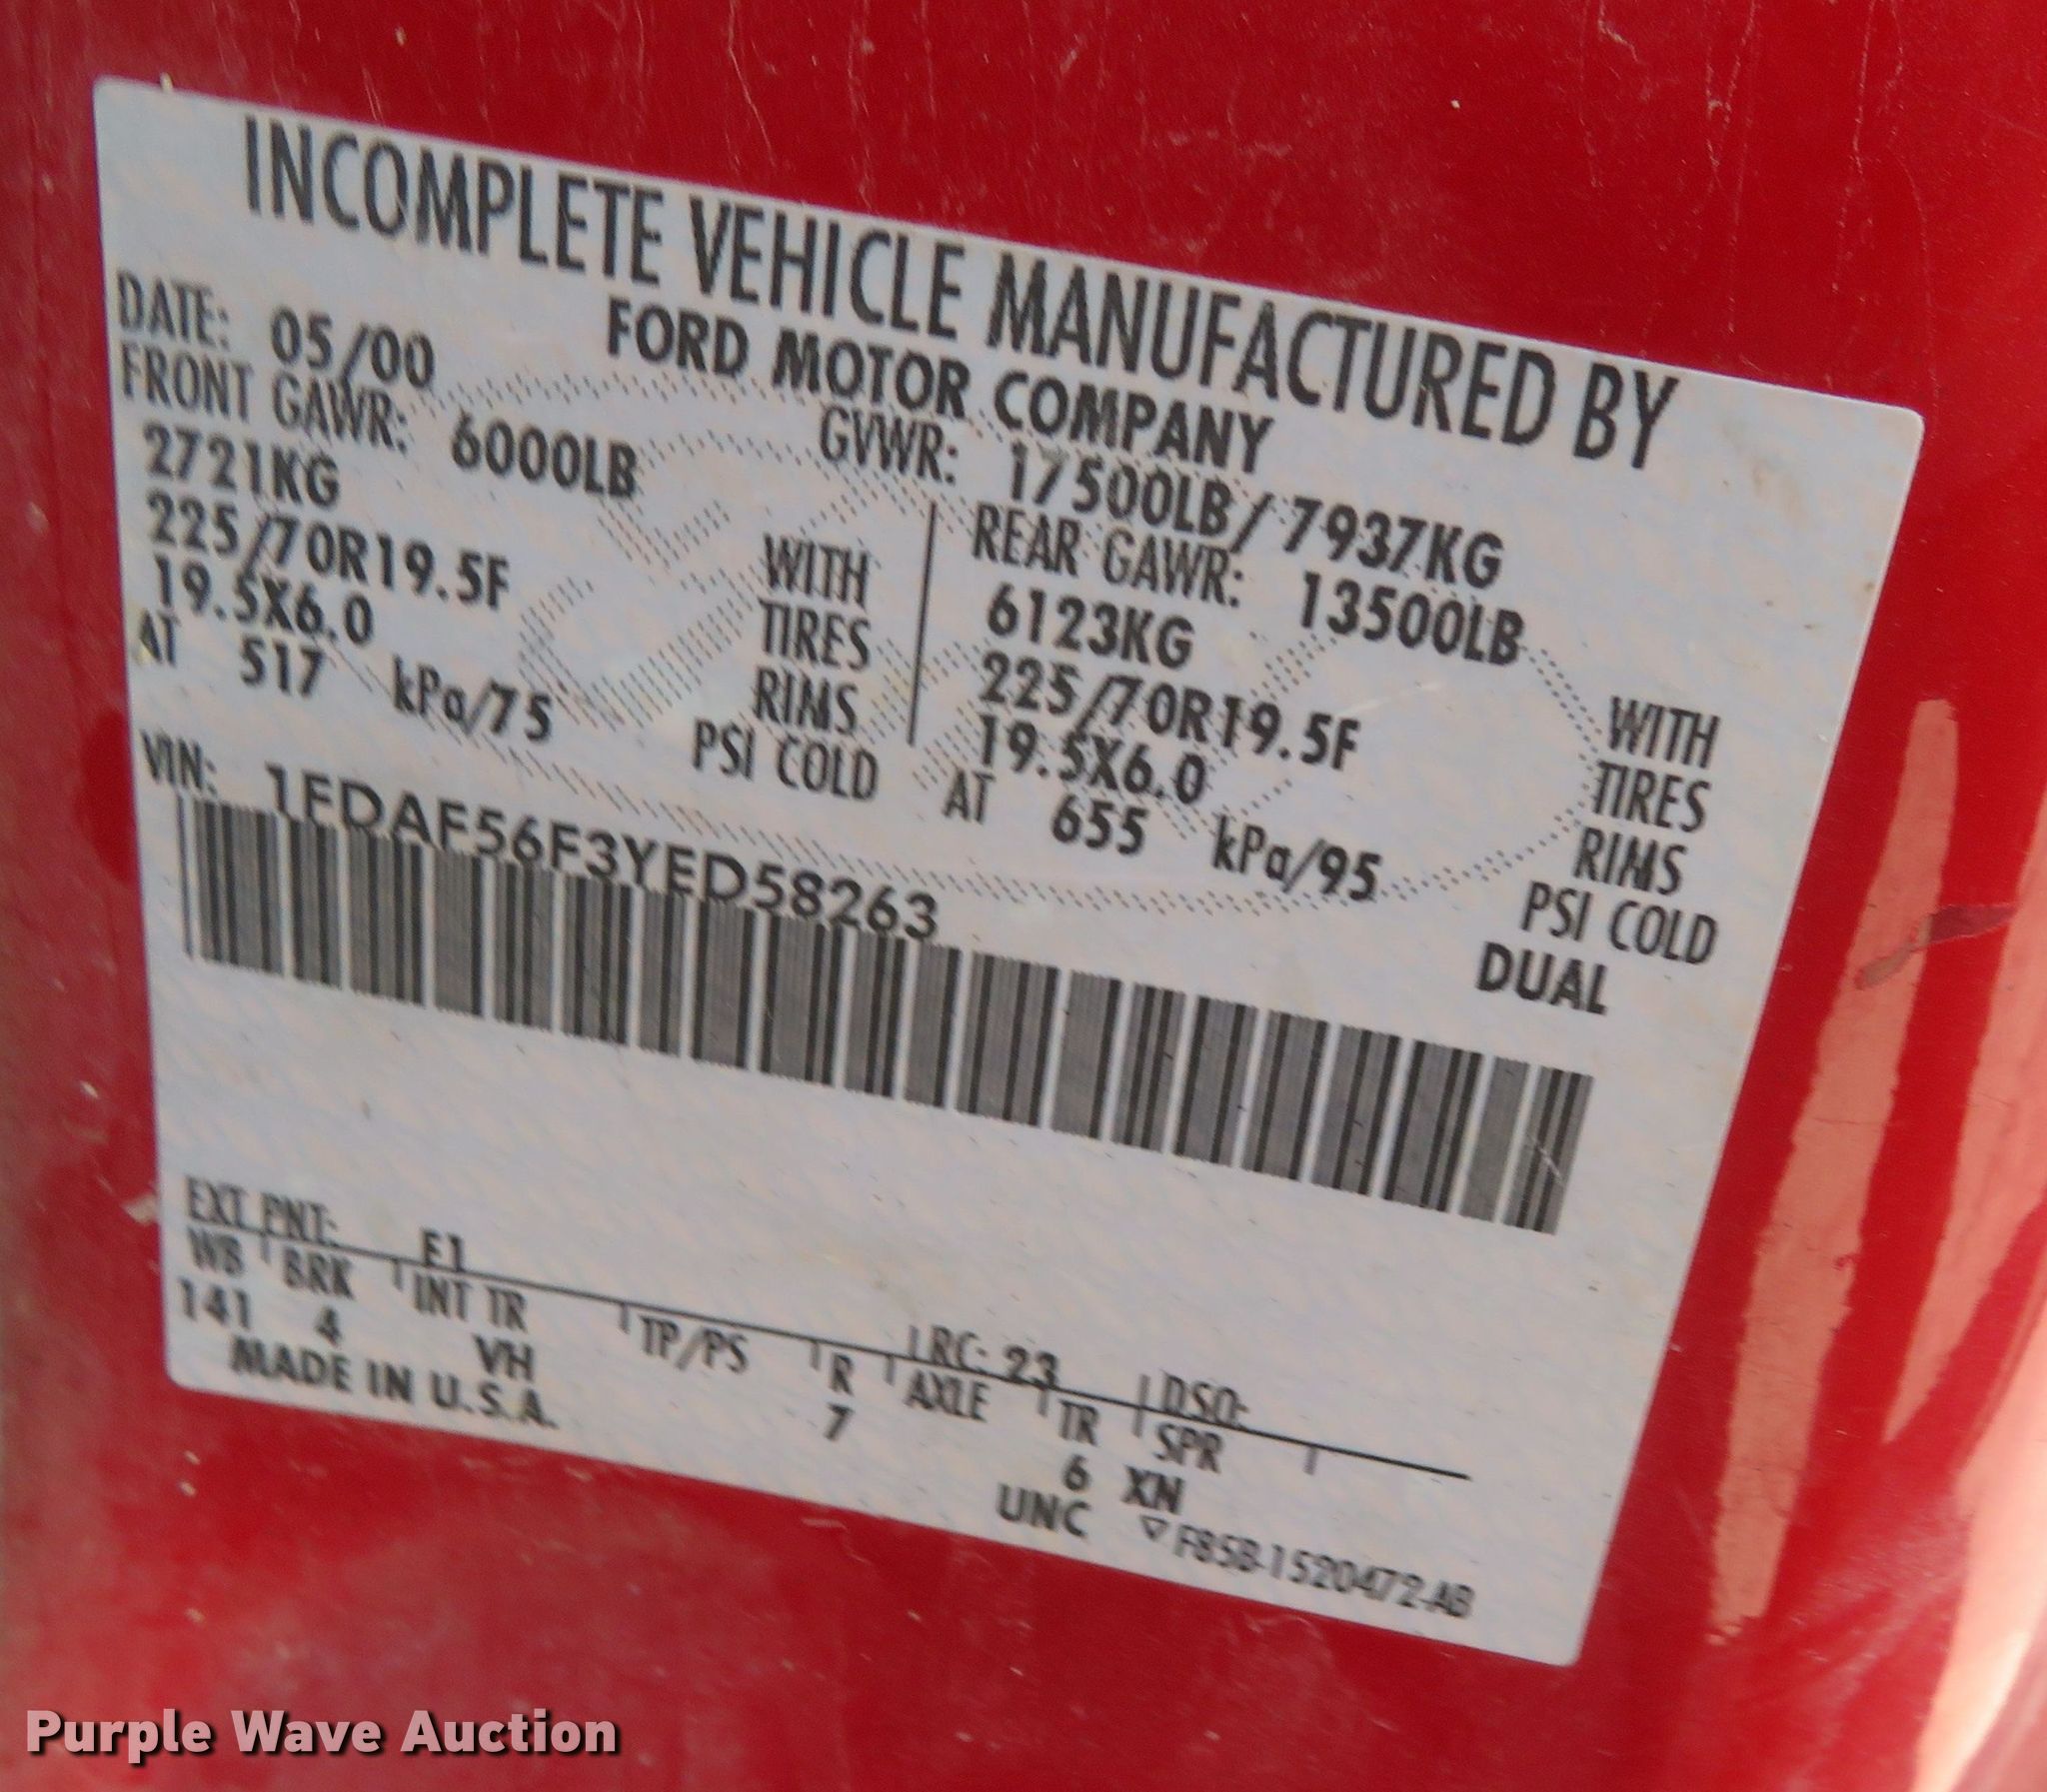 INCOMPLETE VEHICLE MANUFACTURED BY
FORD MOTOR COMPANY
DATE: 05/00
GVWR: 17500LB/7937KG
FRONT GAWR: 6000LB
2721KG WITH
225/70R19.5F TIRES
19.5X6.0 RIMS
AT 517 kPa/75 PSI COLD
REAR GAWR: 13500LB
6123KG WITH
225/70R19.5F TIRES
19.5X6.0 RIMS
AT 655 kPa/95 PSI COLD
DUAL
VIN: 1FDAF56F3YED58263
EXT PNT: E1 RC: 23 DSO:
WB BRK INT TR TP/PS R AXLE TR SPR
141 4 VH 7 6 XN
MADE IN U.S.A. UNC
F85B-1520472-AB
Purple Wave Auction